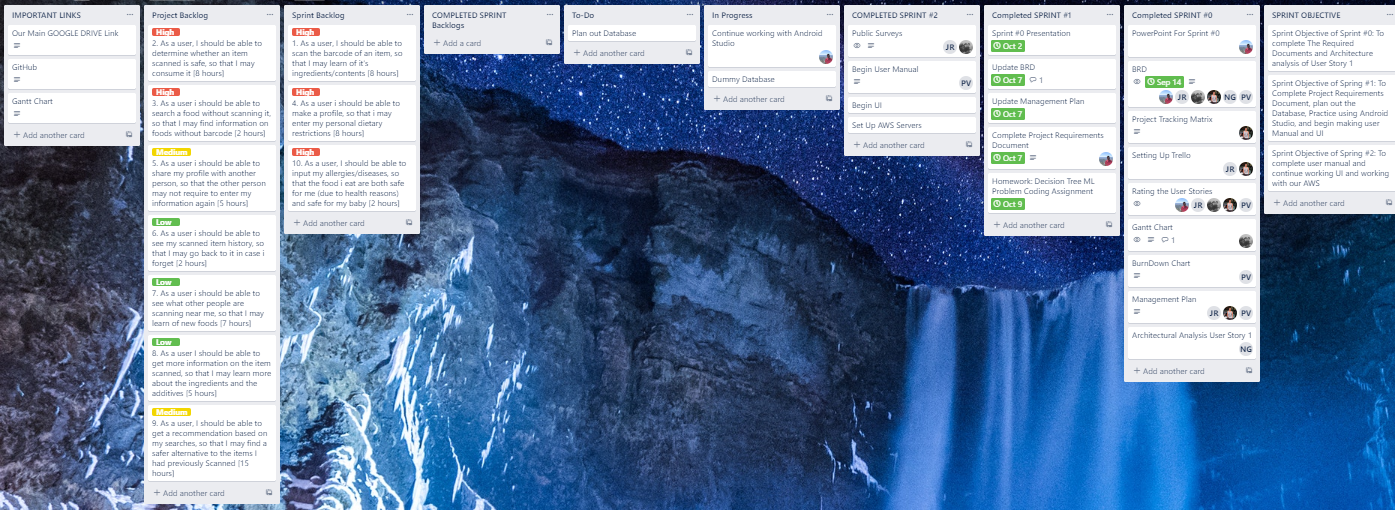 IMPORTANT LINKS
Our Main GOOGLE DRIVE Link
GitHub
Gantt Chart
+ Add another card
Project Backlog
High
2. As a user, I should be able to
determine whether an item
scanned is safe, so that I may
consume it [8 hours]
High
3. As a user, I should be able to
search a food without scanning it,
so that I may find information on
foods without barcode [2 hours]
Medium
5. As a user i should be able to
share my profile with another
person, so that the other person
may not require to enter my
information again [5 hours]
Low
6. As a user i should be able to
see my scanned item history, so
that I may go back to it in case i
forget [2 hours]
Low
7. As a user i should be able to
see what other people are
scanning near me, so that i may
learn of new foods [7 hours]
Low
8. As a user I should be able to
get more information on the item
scanned, so that I may learn more
about the ingredients and the
additives [5 hours]
Medium
9. As a user, I should be able to
get a recommendation based on
my searches, so that I may find a
safer alternative to the items I
had previously Scanned [15
hours]
+ Add another card
Sprint Backlog
High
1. As a user, I should be able to
scan the barcode of an item, so
that I may learn of it's
ingredients/contents [8 hours]
High
4. As a user, I should be able to
make a profile, so that i may
enter my personal dietary
restrictions [8 hours]
High
10. As a user, I should be able to
input my allergies/diseases, so
that the food i eat are both safe
for me (due to health reasons)
and safe for my baby [2 hours]
+ Add another card
COMPLETED SPRINT
Backlogs
+ Add a card
To-Do
Plan out Database
+ Add another card
In Progress
Continue working with Android
Studio
Dummy Database
+ Add another card
COMPLETED SPRINT #2
Public Surveys
JR
Begin User Manual
PV
Begin UI
Set Up AWS Servers
+ Add another card
Completed SPRINT #1
Sprint #0 Presentation
Oct 2
Update BRD
Oct 7 1
Update Management Plan
Oct 7
Complete Project Requirements
Document
Oct 7
Homework: Decision Tree ML
Problem Coding Assignment
Oct 9
+ Add another card
Completed SPRINT #0
PowerPoint For Sprint #0
BRD
Sep 14
JR NG PV
Project Tracking Matrix
Setting Up Trello
JR
Rating the User Stories
JR PV
Gantt Chart
1
BurnDown Chart
PV
Management Plan
JR PV
Architectural Analysis User Story 1
NG
+ Add another card
SPRINT OBJECTIVE
Sprint Objective of Sprint #0: To
complete The Required
Documents and Architecture
analysis of User Story 1
Sprint Objective of Spring #1: To
Complete Project Requirements
Document, plan out the
Database, Practice using Android
Studio, and begin making user
Manual and UI
Sprint Objective of Spring #2: To
complete user manual and
continue working UI and working
with our AWS
+ Add another card